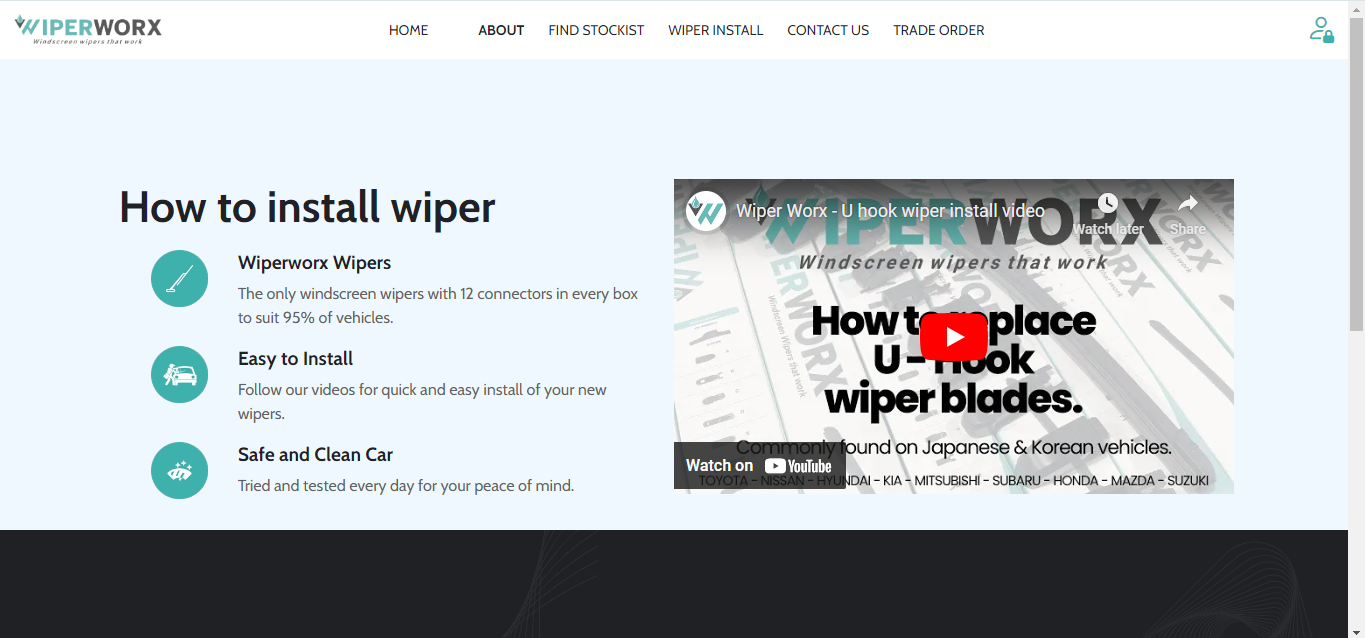 WIPERWORX
Windscreen wipers that work
HOME
ABOUT
FIND STOCKIST
WIPER INSTALL
CONTACT US
TRADE ORDER
How to install wiper
Wiperworx Wipers
The only windscreen wipers with 12 connectors in every box
to suit 95% of vehicles.
Easy to Install
Follow our videos for quick and easy install of your new
wipers.
Safe and Clean Car
Tried and tested every day for your peace of mind.
Wiper Worx - U hook wiper install video
Watch later
Share
WIPERWORX
Windscreen wipers that work
How to replace
U - Hook
wiper blades.
Commonly found on Japanese & Korean vehicles.
Watch on YouTube
TOYOTA - NISSAN - HYUNDAI - KIA - MITSUBISHI - SUBARU - HONDA - MAZDA - SUZUKI